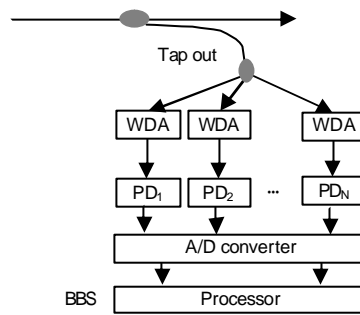 Tap out
WDA WDA WDA
PD₁ PD₂ ... PDN
A/D converter
BBS Processor